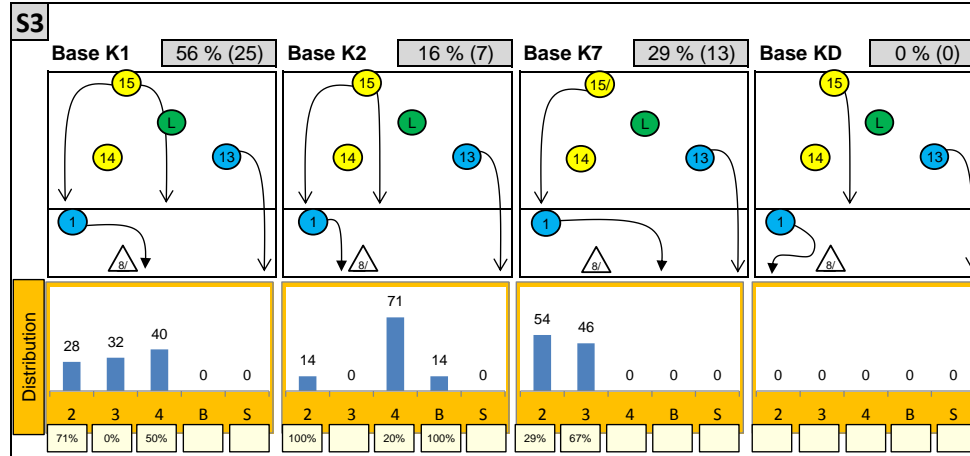 S3
Base K1 56 % (25) Base K2 16 % (7) Base K7 29 % (13) Base KD 0 % (0)
15 15 15/ 15
L L L L
14 13 14 13 14 13 14 13
1 1 1 1
8/ 8/ 8/ 8/
Distribution
28 32 40 0 0 14 0 71 14 0 54 46 0 0 0 0 0 0 0 0
2 3 4 B S 2 3 4 B S 2 3 4 B S 2 3 4 B S
71% 0% 50% 100% 20% 100% 29% 67%